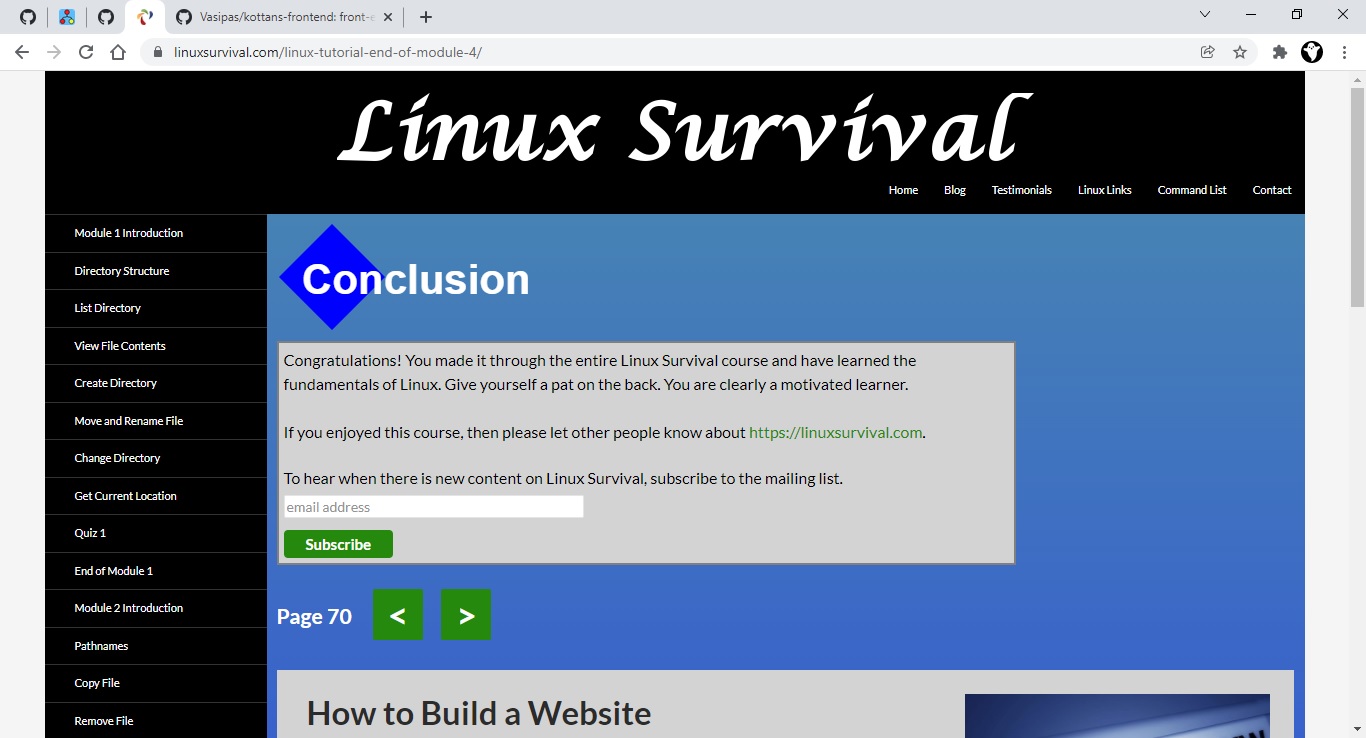 Vasipas/kottans-frontend: front-e
linuxsurvival.com/linux-tutorial-end-of-module-4/
Linux Survival
Home Blog Testimonials Linux Links Command List Contact
Module 1 Introduction
Directory Structure
List Directory
View File Contents
Create Directory
Move and Rename File
Change Directory
Get Current Location
Quiz 1
End of Module 1
Module 2 Introduction
Pathnames
Copy File
Remove File
Conclusion
Congratulations! You made it through the entire Linux Survival course and have learned the
fundamentals of Linux. Give yourself a pat on the back. You are clearly a motivated learner.
If you enjoyed this course, then please let other people know about https://linuxsurvival.com.
To hear when there is new content on Linux Survival, subscribe to the mailing list.
email address
Subscribe
Page 70 < >
How to Build a Website